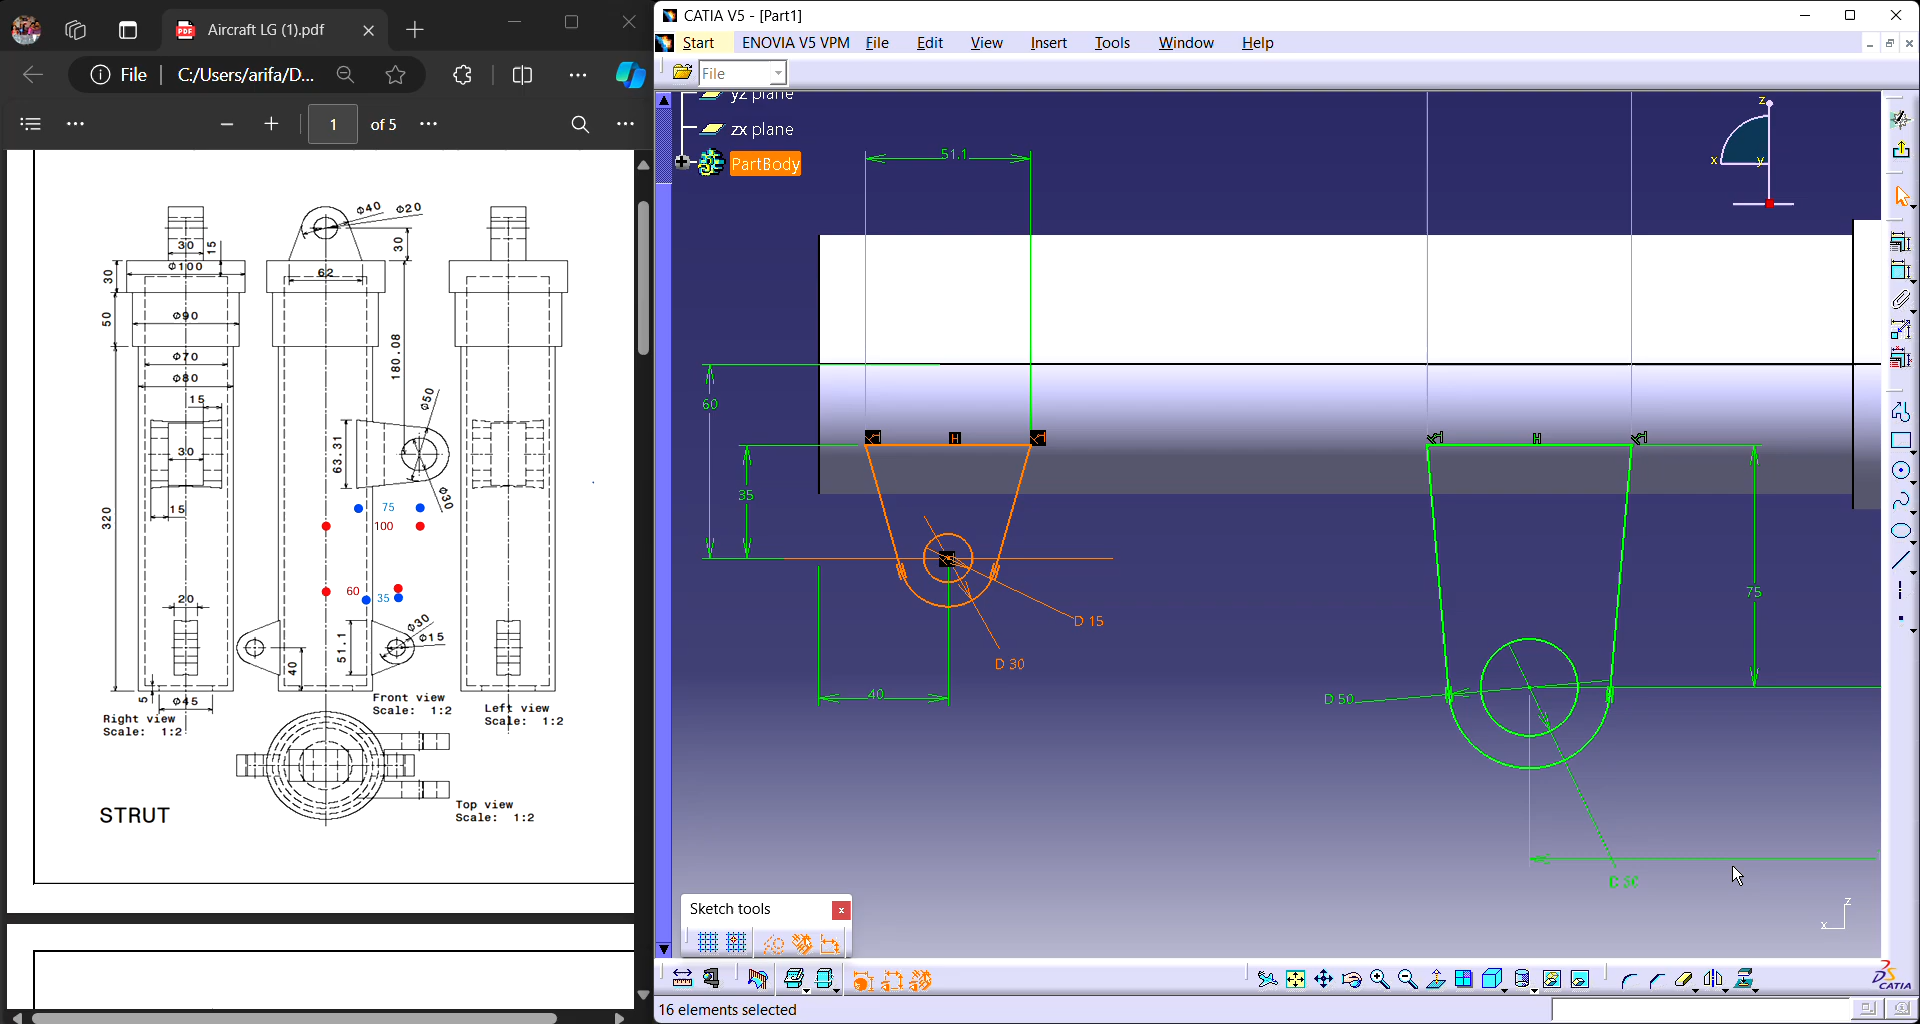 Aircraft LG (1).pdf
File
C:/Users/arifa/D...
1
of 5
Φ40
Φ20
30
15
30
Φ100
30
62
50
Φ90
180.08
Φ70
Φ80
15
Φ50
30
63.31
Φ30
15
75
100
320
60
35
20
Φ30
Φ15
51.1
40
5
Φ45
Right view
Scale: 1:2
Front view
Scale: 1:2
Left view
Scale: 1:2
Top view
Scale: 1:2
STRUT
CATIA V5 - [Part1]
Start
ENOVIA V5 VPM
File
Edit
View
Insert
Tools
Window
Help
File
yz plane
zx plane
PartBody
z
x
y
51.1
60
H
H
35
75
D 15
D 30
40
D 50
D 50
Sketch tools
z
x
CATIA
16 elements selected